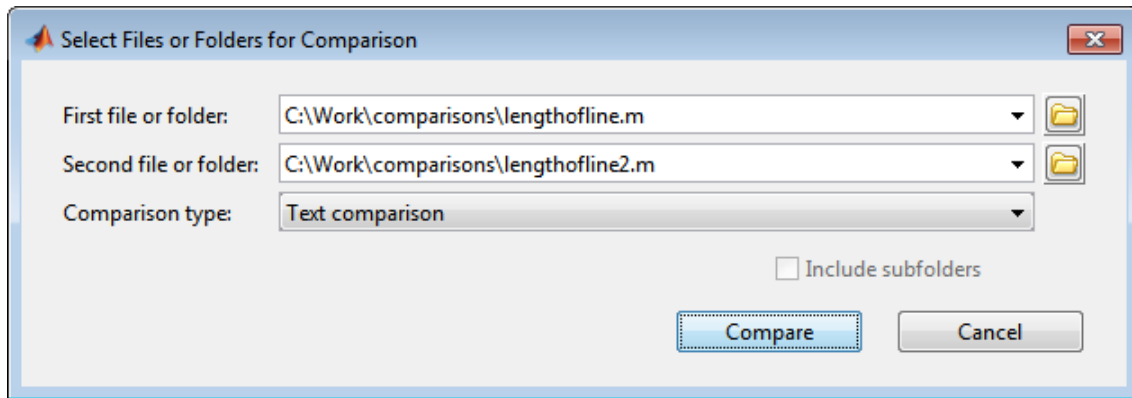 Select Files or Folders for Comparison
First file or folder: C:\Work\comparisons\lengthofline.m
Second file or folder: C:\Work\comparisons\lengthofline2.m
Comparison type: Text comparison
Include subfolders
Compare Cancel